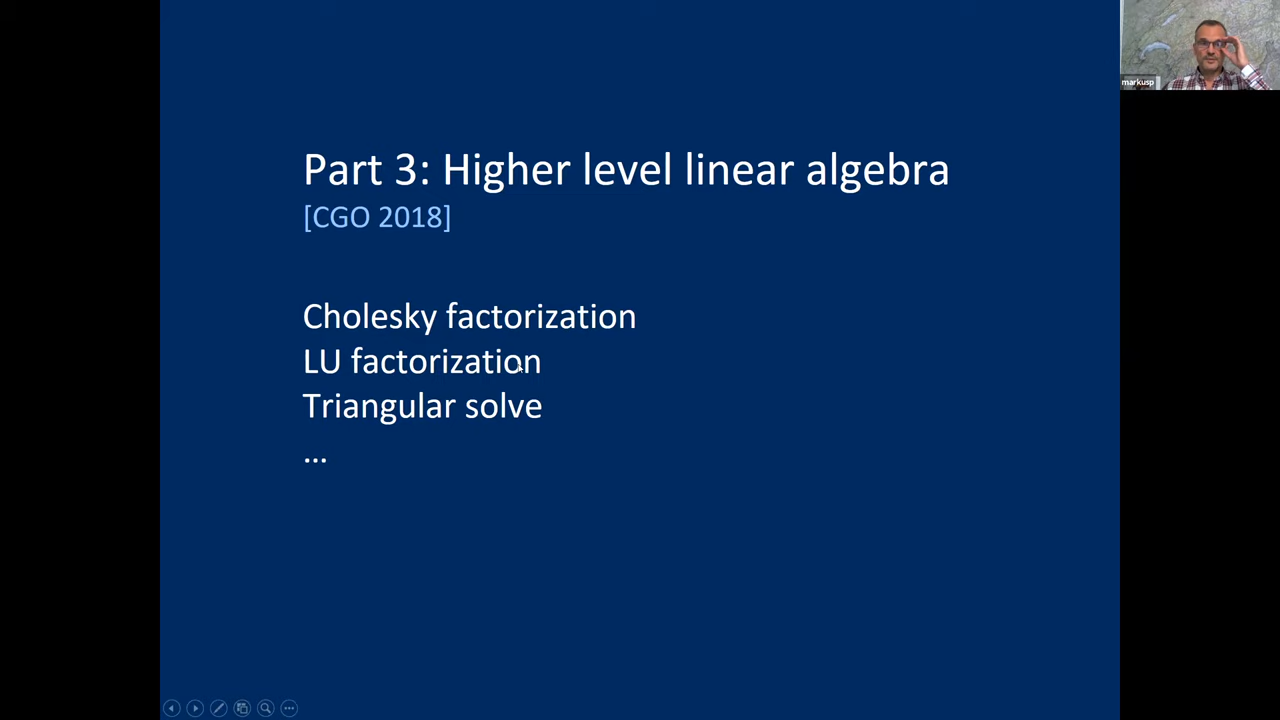 markusp
Part 3: Higher level linear algebra
[CGO 2018]
Cholesky factorization
LU factorization
Triangular solve
...